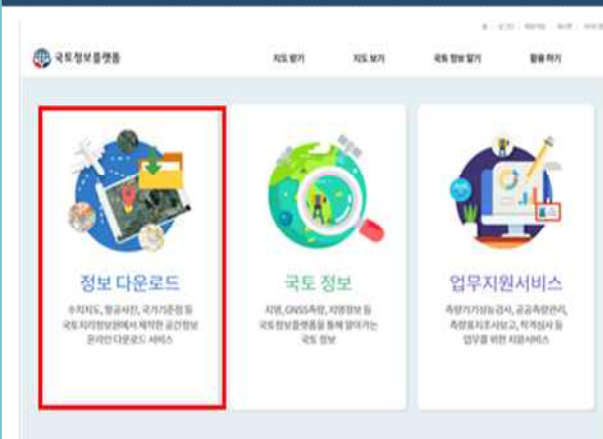 국토정보플랫폼
지도 받기 지도 보기 국토 정보 알기 활용 하기
정보 다운로드
수치지도, 항공사진, 국가기준점 등
국토지리정보원에서 제작한 공간정보
온라인 다운로드 서비스
국토 정보
지명, GNSS측량, 지명정보 등
국토정보플랫폼을 통해 알아가는
국토 정보
업무지원서비스
측량기기성능검사, 공공측량관리,
측량표지조사보고, 적격심사 등
업무를 위한 지원서비스